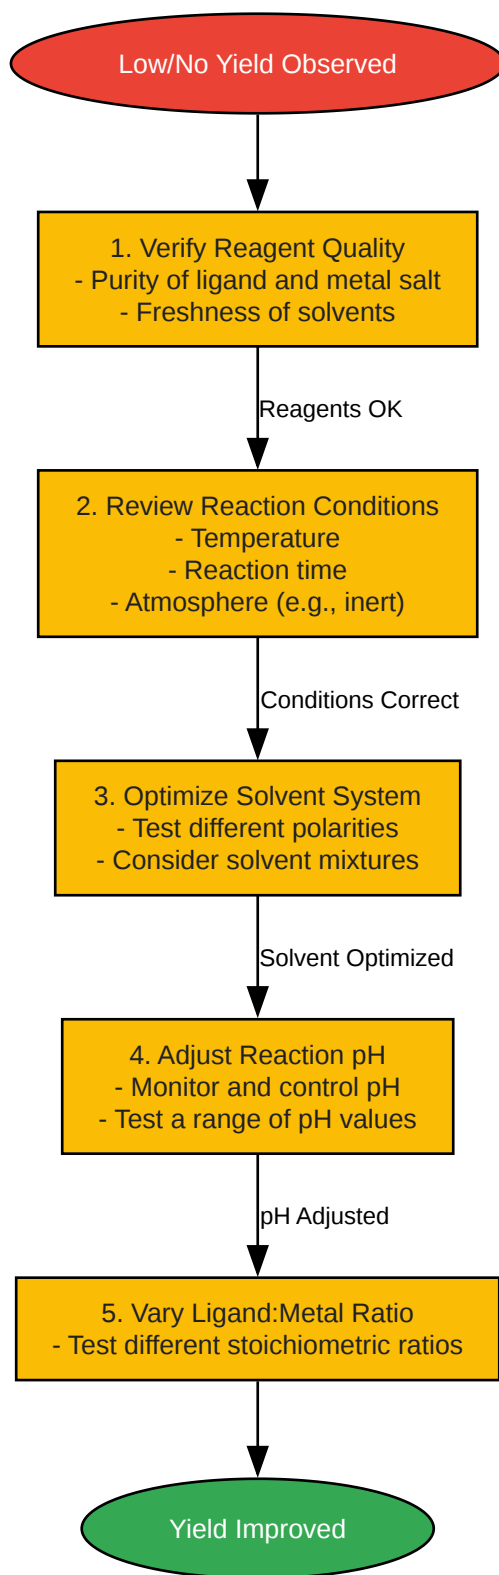 Low/No Yield Observed
1. Verify Reagent Quality
- Purity of ligand and metal salt
- Freshness of solvents
Reagents OK
2. Review Reaction Conditions
- Temperature
- Reaction time
- Atmosphere (e.g., inert)
Conditions Correct
3. Optimize Solvent System
- Test different polarities
- Consider solvent mixtures
Solvent Optimized
4. Adjust Reaction pH
- Monitor and control pH
- Test a range of pH values
pH Adjusted
5. Vary Ligand:Metal Ratio
- Test different stoichiometric ratios
Yield Improved